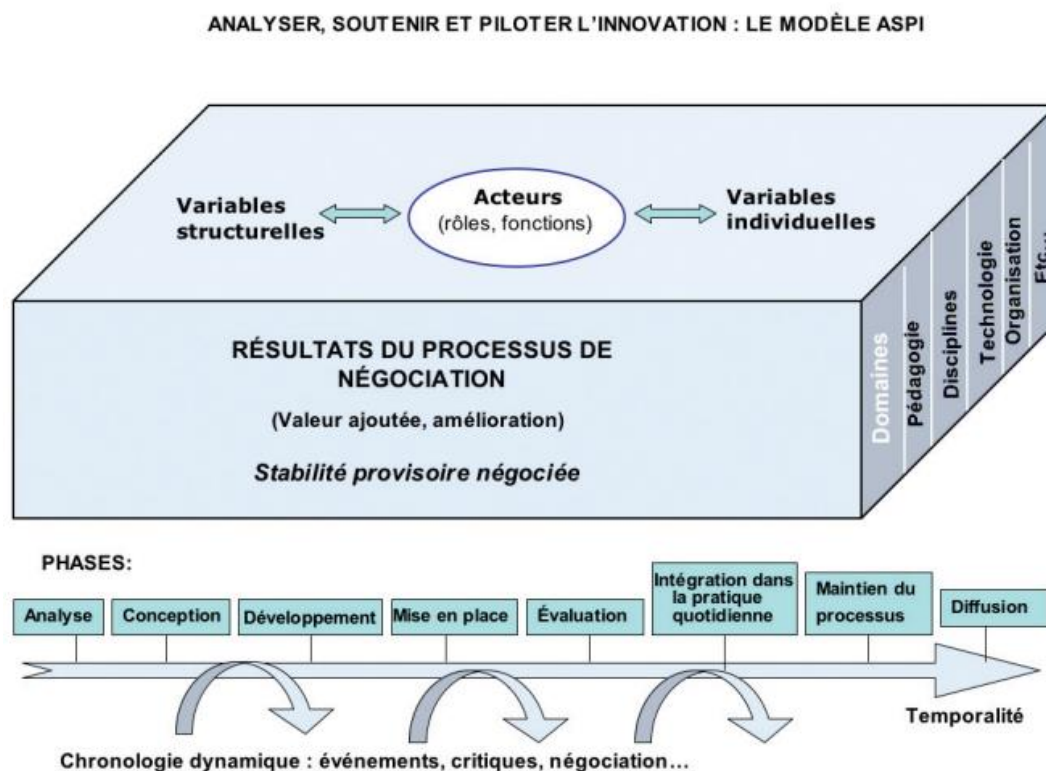 ANALYSER, SOUTENIR ET PILOTER L'INNOVATION : LE MODÈLE ASPI
Variables
structurelles
Acteurs
(rôles, fonctions)
Variables
individuelles
RÉSULTATS DU PROCESSUS DE
NÉGOCIATION
(Valeur ajoutée, amélioration)
Stabilité provisoire négociée
Domaines
Pédagogie
Disciplines
Technologie
Organisation
Etc...
PHASES:
Analyse
Conception
Développement
Mise en place
Évaluation
Intégration dans
la pratique
quotidienne
Maintien du
processus
Diffusion
Temporalité
Chronologie dynamique : événements, critiques, négociation...